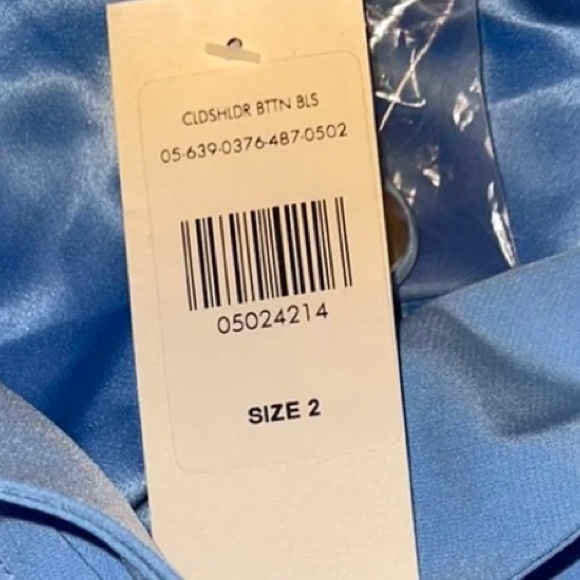 CLDSHLDR BTTN BLS
05-639-0376-487-0502
05024214
SIZE 2